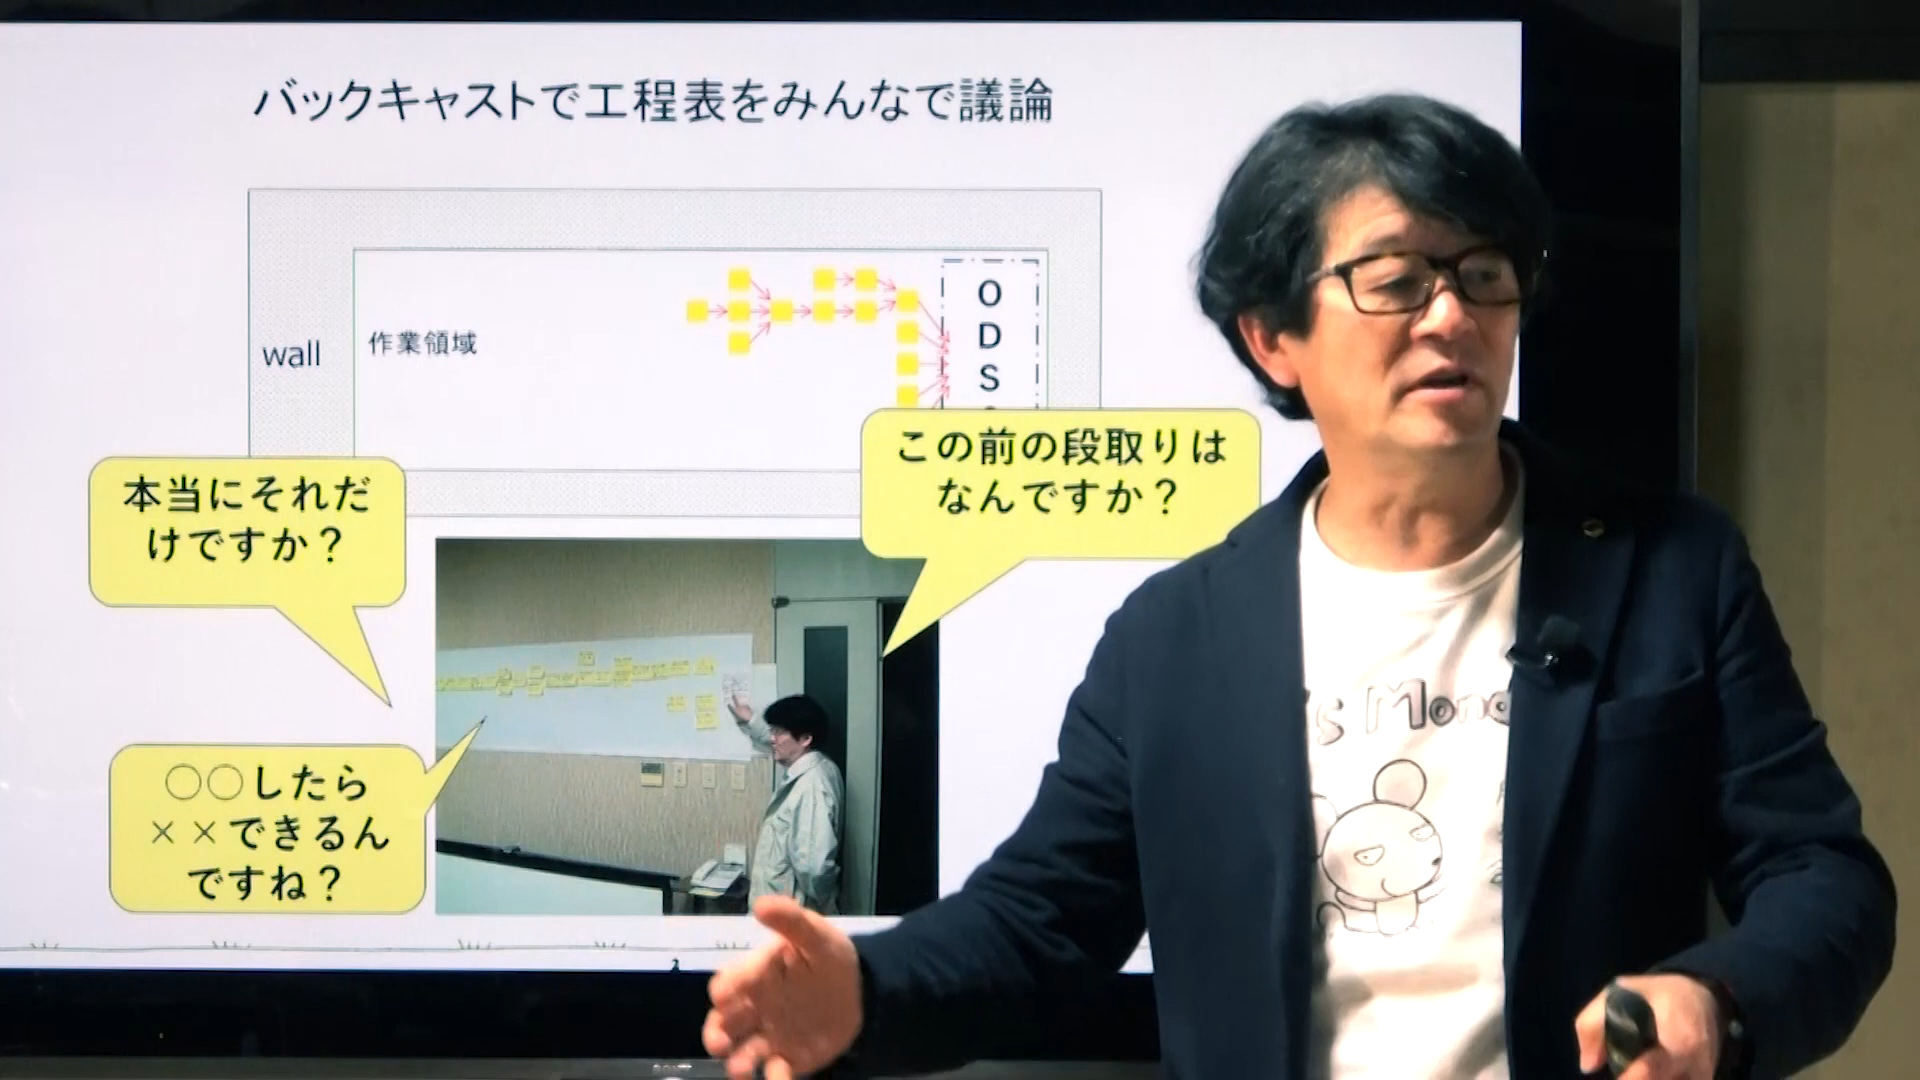 バックキャストで工程表をみんなで議論
wall
作業領域
O
D
S
この前の段取りは
なんですか？
本当にそれだ
けですか？
○○したら
××できるん
ですね？
's Mond
SONY